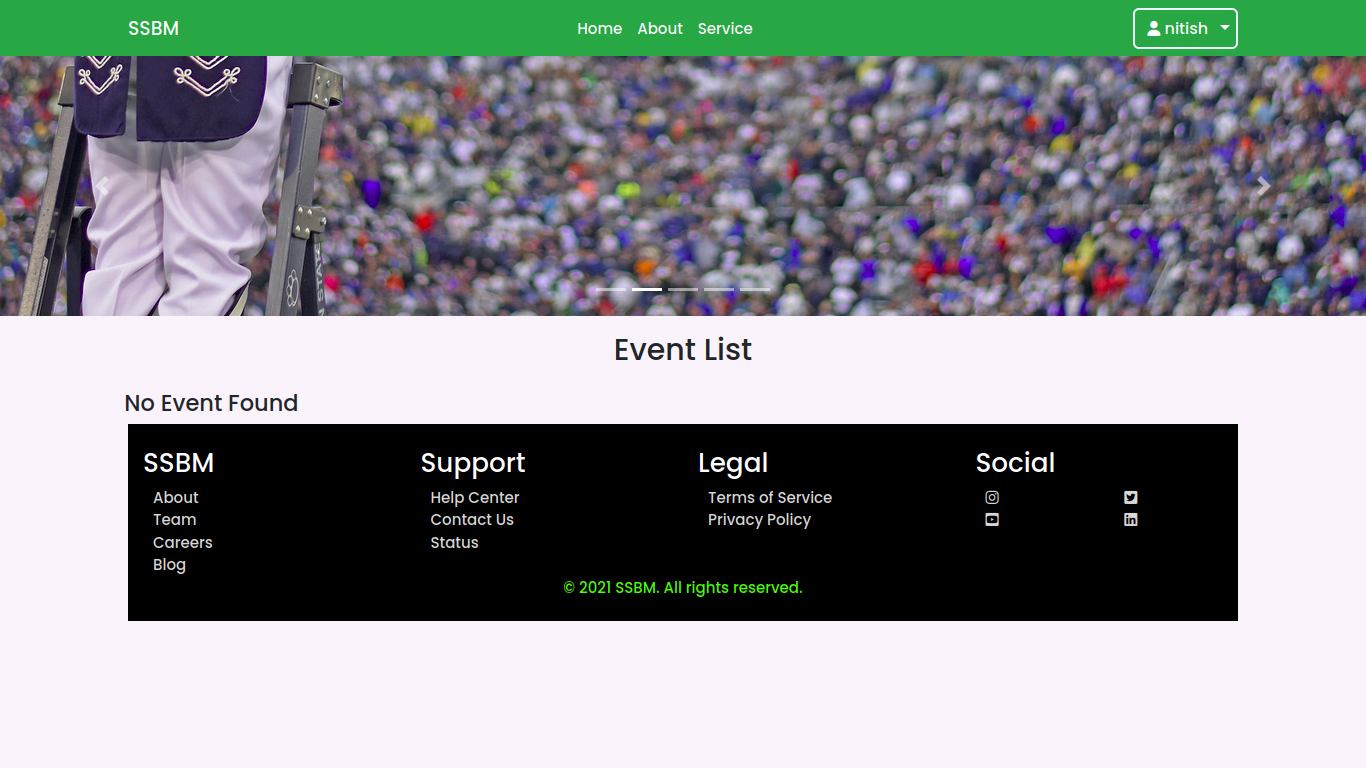 SSBM
Home About Service
nitish
Event List
No Event Found
SSBM
About
Team
Careers
Blog
Support
Help Center
Contact Us
Status
Legal
Terms of Service
Privacy Policy
Social
© 2021 SSBM. All rights reserved.